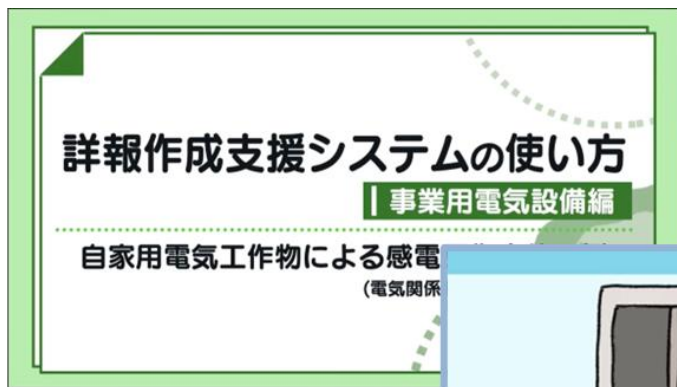 詳報作成支援システムの使い方
事業用電気設備編
自家用電気工作物による感電
(電気関係